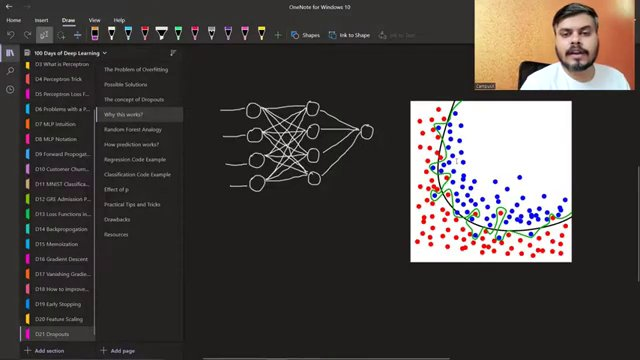 OneNote for Windows 10
Home Insert Draw View Help
Shapes Ink to Shape Ink to Text
100 Days of Deep Learning
D3 What is Perceptron
D4 Perceptron Trick
D5 Perceptron Loss F
D6 Problems with a P
D7 MLP Intuition
D8 MLP Notation
D9 Forward Propogat
D10 Customer Churn
D11 MNIST Classifica
D12 GRE Admission P
D13 Loss Functions in
D14 Backpropagation
D15 Memoization
D16 Gradient Descent
D17 Vanishing Gradie
D18 How to Improve
D19 Early Stopping
D20 Feature Scaling
D21 Dropouts
Add section
The Problem of Overfitting
Possible Solutions
The concept of Dropouts
Why this works?
Random Forest Analogy
How prediction works?
Regression Code Example
Classification Code Example
Effect of p
Practical Tips and Tricks
Drawbacks
Resources
Add page
CampusX